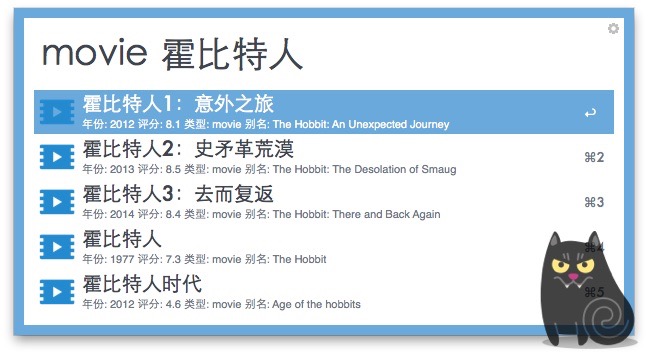 movie 霍比特人
霍比特人1：意外之旅
年份: 2012 评分: 8.1 类型: movie 别名: The Hobbit: An Unexpected Journey
↩
霍比特人2：史矛革荒漠
年份: 2013 评分: 8.5 类型: movie 别名: The Hobbit: The Desolation of Smaug
⌘2
霍比特人3：去而复返
年份: 2014 评分: 8.4 类型: movie 别名: The Hobbit: There and Back Again
⌘3
霍比特人
年份: 1977 评分: 7.3 类型: movie 别名: The Hobbit
⌘4
霍比特人时代
年份: 2012 评分: 4.6 类型: movie 别名: Age of the hobbits
⌘5